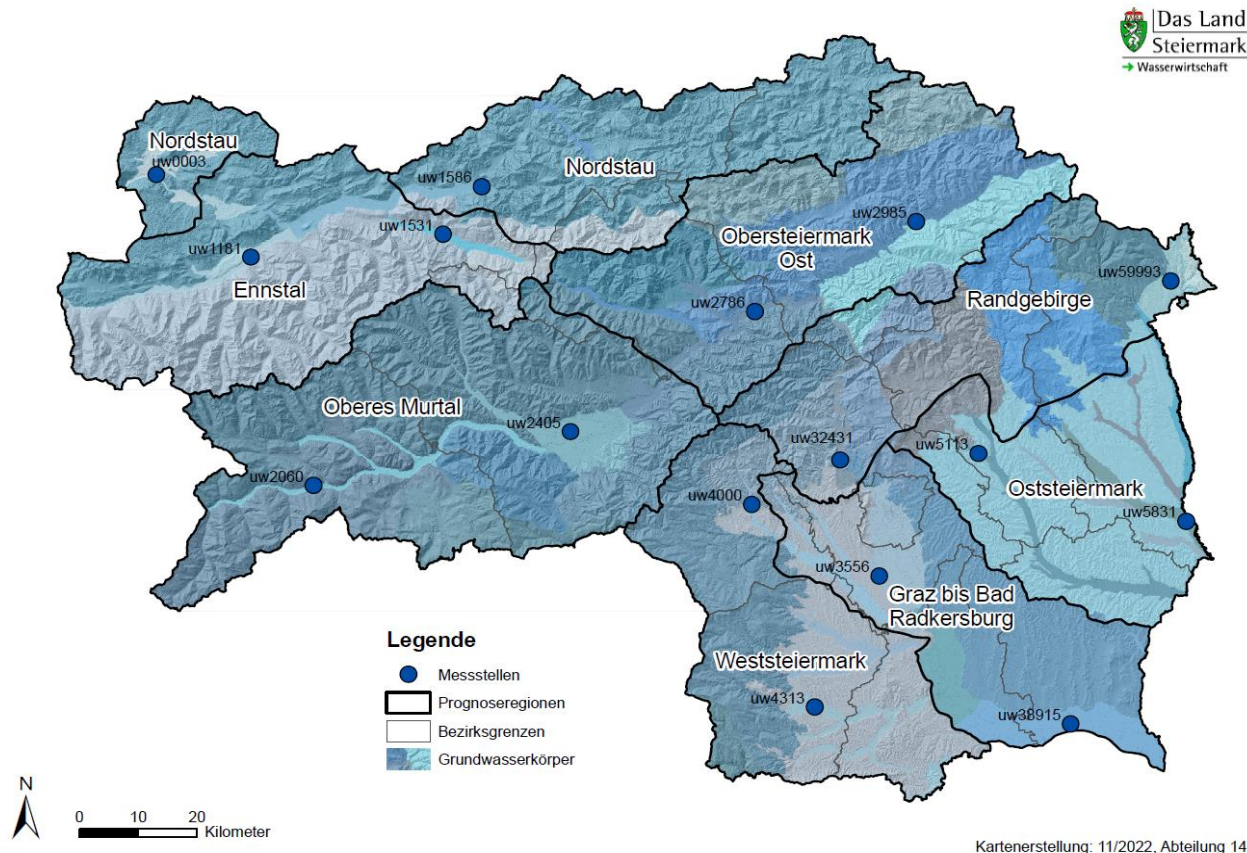 Das Land
Steiermark
→ Wasserwirtschaft
Nordstau
uw0003
uw1586
Nordstau
uw1531
uw1181
Ennstal
uw2985
Obersteiermark
Ost
uw2786
uw59993
Randgebirge
Oberes Murtal
uw2405
uw2060
uw32431
uw5113
Oststeiermark
uw4000
uw5831
uw3556
Graz bis Bad
Radkersburg
Weststeiermark
uw4313
uw38915
Legende
Messstellen
Prognoseregionen
Bezirksgrenzen
Grundwasserkörper
N
0 10 20
Kilometer
Kartenerstellung: 11/2022, Abteilung 14